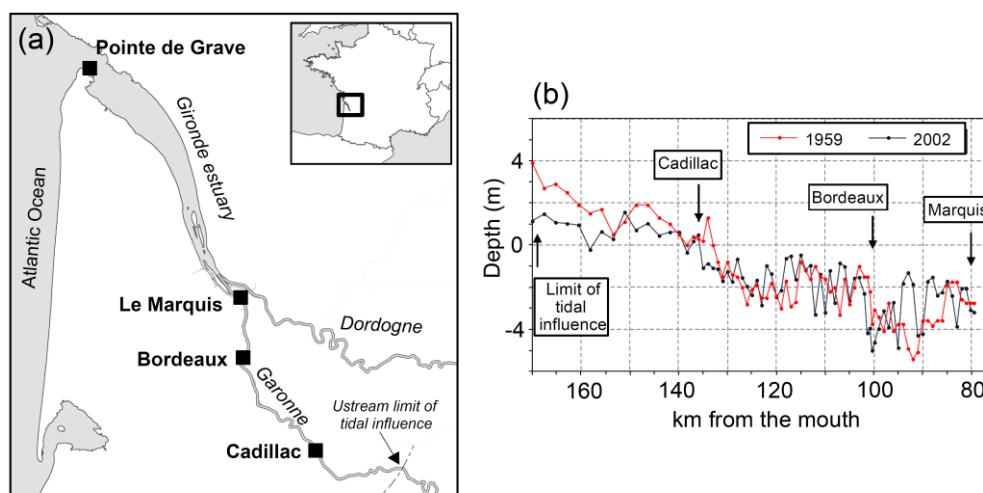 (a)
Pointe de Grave
Gironde estuary
Atlantic Ocean
Le Marquis
Dordogne
Bordeaux
Garonne
Ustream limit of
tidal influence
Cadillac
(b)
1959
2002
Cadillac
Bordeaux
Marquis
Limit of
tidal
influence
Depth (m)
4
0
-4
160
140
120
100
80
km from the mouth